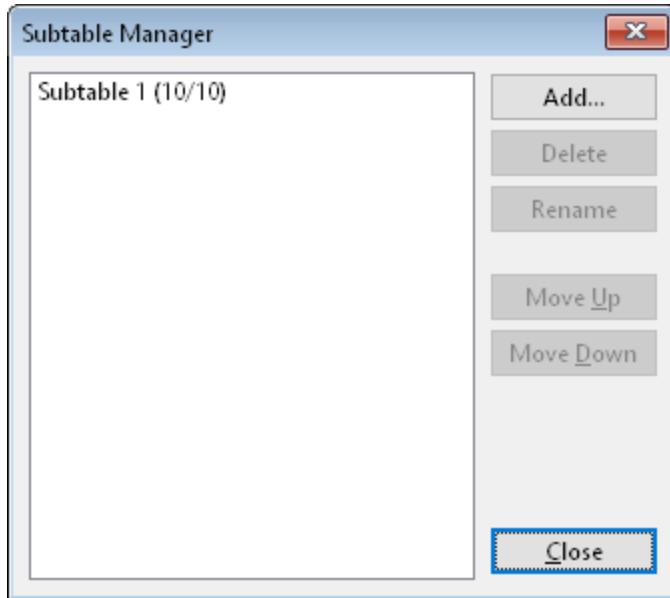 Subtable Manager
Subtable 1 (10/10)
Add...
Delete
Rename
Move Up
Move Down
Close